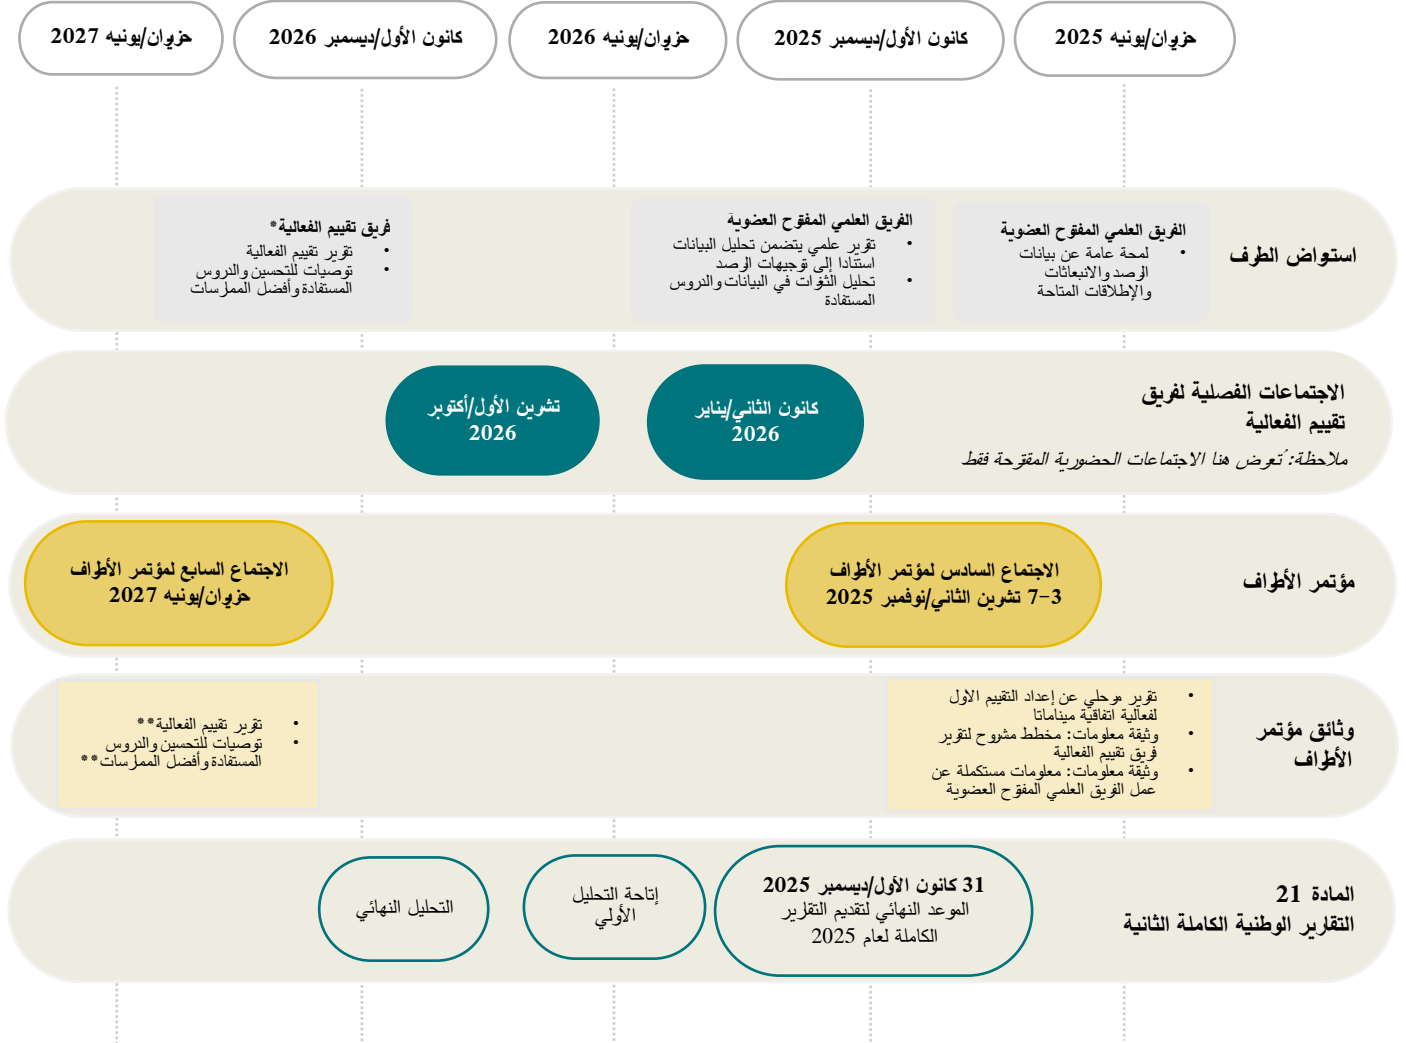 حزيران/يونيه 2025
كانون الأول/ديسمبر 2025
حزيران/يونيه 2026
كانون الأول/ديسمبر 2026
حزيران/يونيه 2027
استعراض الطرف
الفريق العلمي المفتوح العضوية
• لمحة عامة عن بيانات
الرصد والانبعاثات
والإطلاقات المتاحة
الفريق العلمي المفتوح العضوية
• تقرير علمي يتضمن تحليل البيانات
استنادا إلى توجيهات الرصد
• تحليل الثغرات في البيانات والدروس
المستفادة
فريق تقييم الفعالية*
• تقرير تقييم الفعالية
• توصيات للتحسين والدروس
المستفادة وأفضل الممارسات
الاجتماعات الفصلية لفريق
تقييم الفعالية
ملاحظة: تُعرض هنا الاجتماعات الحضورية المقترحة فقط
كانون الثاني/يناير
2026
تشرين الأول/أكتوبر
2026
مؤتمر الأطراف
الاجتماع السادس لمؤتمر الأطراف
3-7 تشرين الثاني/نوفمبر 2025
الاجتماع السابع لمؤتمر الأطراف
حزيران/يونيه 2027
وثائق مؤتمر
الأطراف
• تقرير مرحلي عن إعداد التقييم الاول
لفعالية اتفاقية ميناماتا
• وثيقة معلومات: مخطط مشروح لتقرير
فريق تقييم الفعالية
• وثيقة معلومات: معلومات مستكملة عن
عمل الفريق العلمي المفتوح العضوية
• تقرير تقييم الفعالية**
• توصيات للتحسين والدروس
المستفادة وأفضل الممارسات**
المادة 21
التقارير الوطنية الكاملة الثانية
31 كانون الأول/ديسمبر 2025
الموعد النهائي لتقديم التقارير
الكاملة لعام 2025
إتاحة التحليل
الأولي
التحليل النهائي